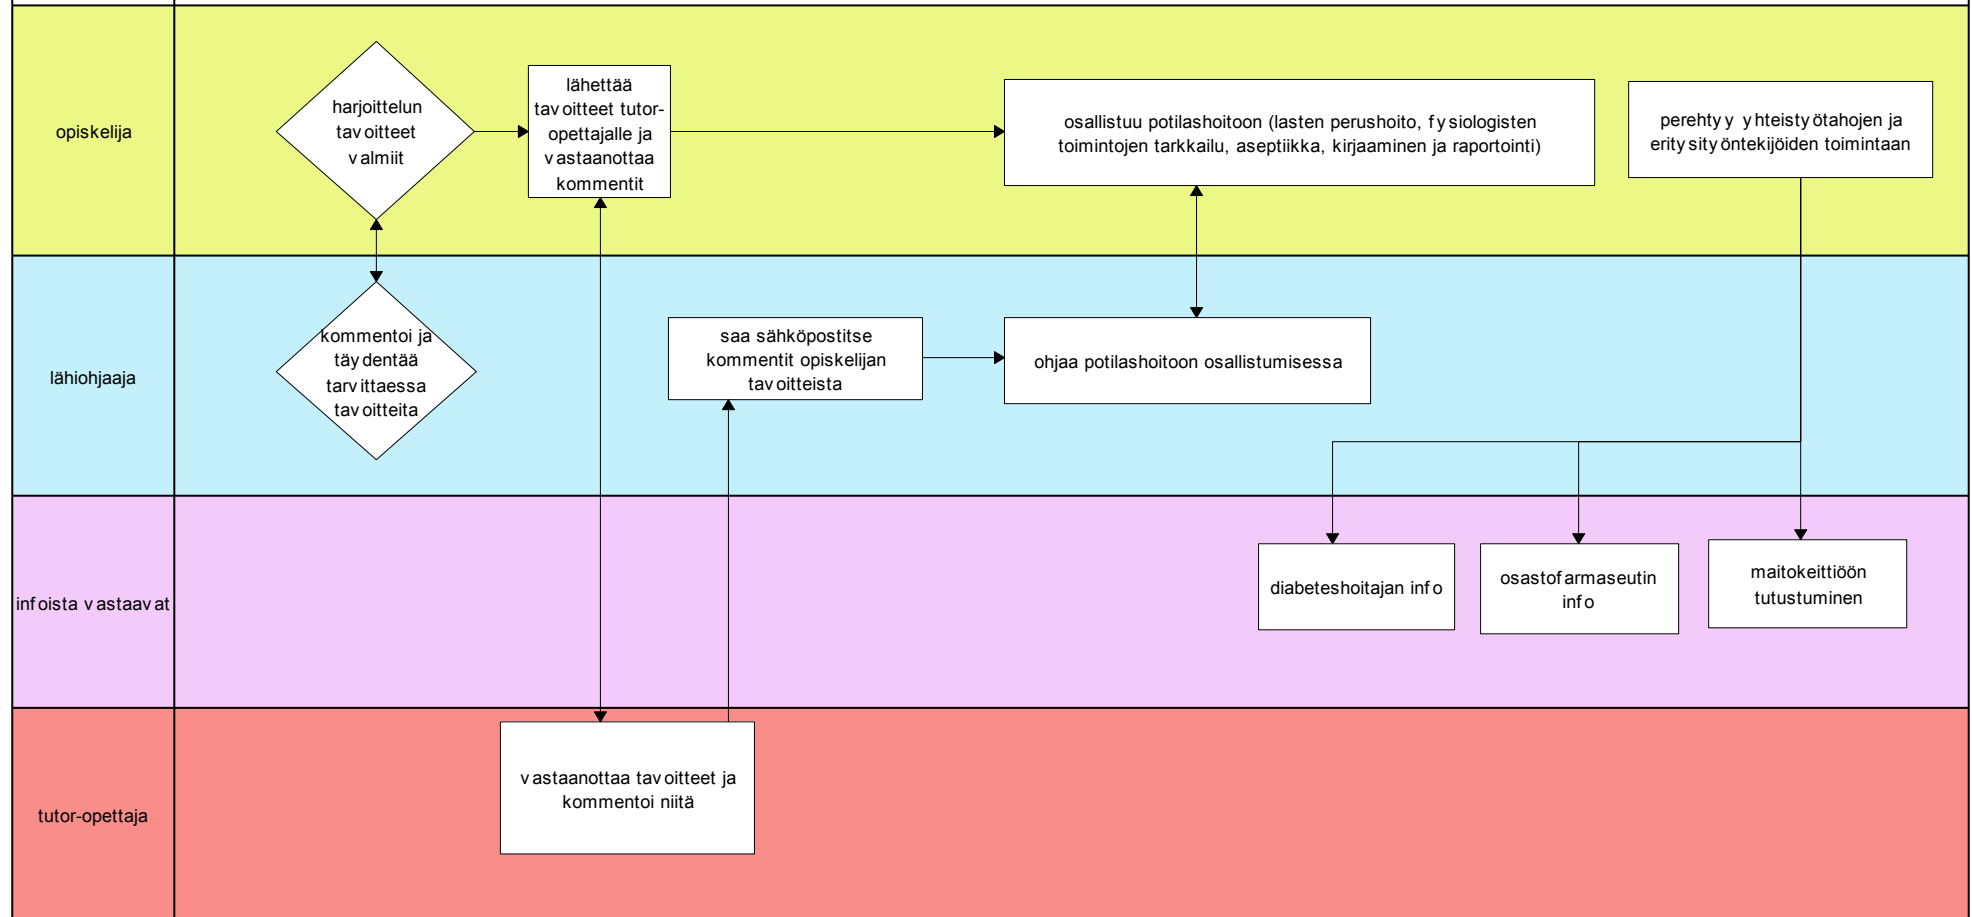 opiskelija
harjoittelun
tavoitteet
valmiit
lähettää
tavoitteet tutor-
opettajalle ja
vastaanottaa
kommentit
osallistuu potilashoitoon (lasten perushoito, fysiologisten
toimintojen tarkkailu, aseptiikka, kirjaaminen ja raportointi)
perehtyy yhteistyötahojen ja
erityistyöntekijöiden toimintaan
lähiohjaaja
kommentoi ja
täydentää
tarvittaessa
tavoitteita
saa sähköpostitse
kommentit opiskelijan
tavoitteista
ohjaa potilashoitoon osallistumisessa
infoista vastaavat
diabeteshoitajan info
osastofarmaseutin
info
maitokeittiöön
tutustuminen
tutor-opettaja
vastaanottaa tavoitteet ja
kommentoi niitä